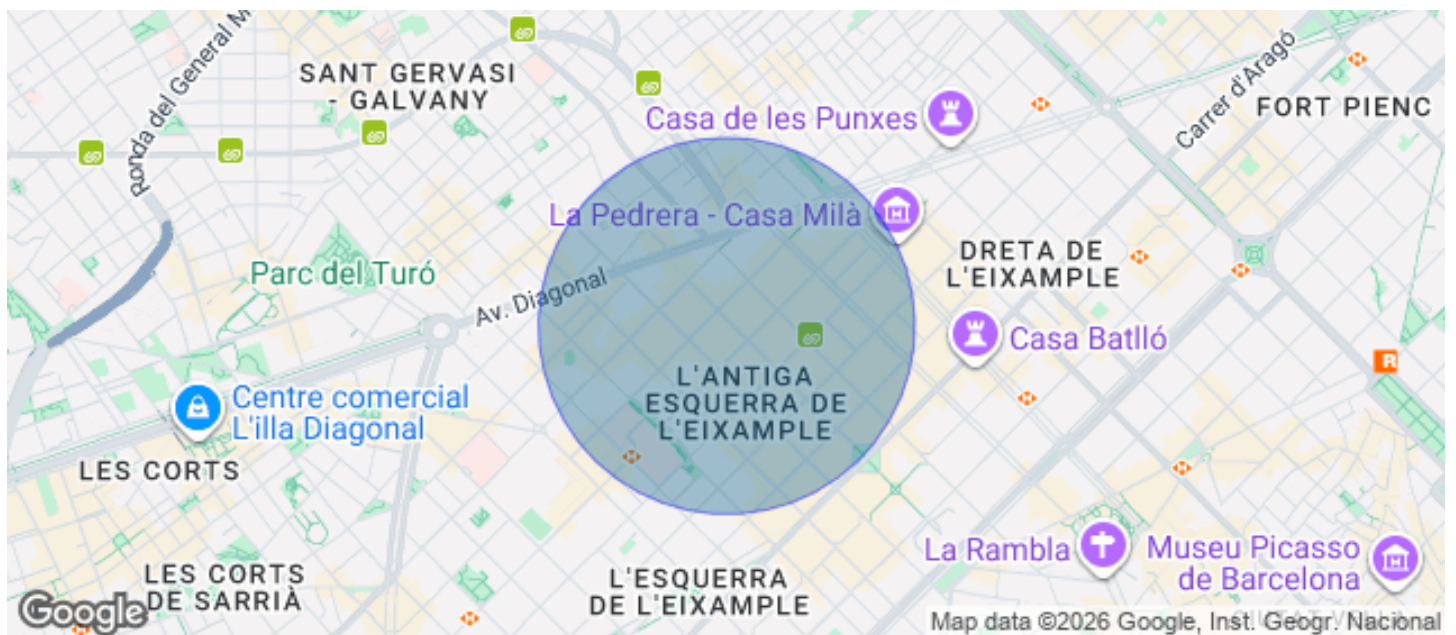 Ronda del General M
SANT GERVASI
- GALVANY
Casa de les Punxes
Carrer d'Aragó
FORT PIENC
La Pedrera - Casa Milà
DRETA DE
L'EIXAMPLE
Parc del Turó
Av. Diagonal
Casa Batlló
L'ANTIGA
ESQUERRA DE
L'EIXAMPLE
Centre comercial
L'illa Diagonal
LES CORTS
R
La Rambla
Museu Picasso
de Barcelona
LES CORTS
DE SARRIÀ
L'ESQUERRA
DE L'EIXAMPLE
Google
Map data ©2026 Google, Inst. Geogr. Nacional